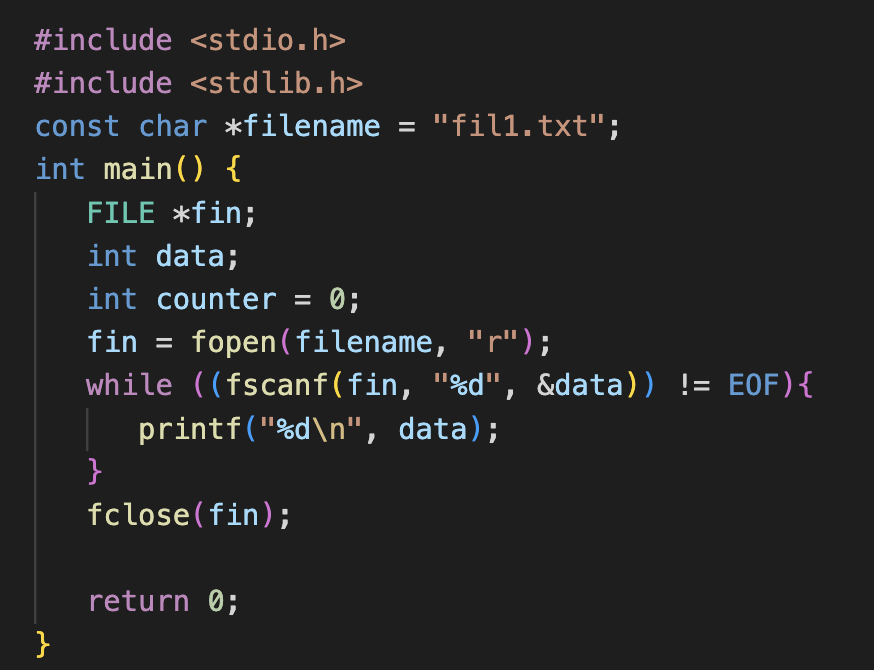 #include <stdio.h>
#include <stdlib.h>
const char *filename = "fil1.txt";
int main() {
   FILE *fin;
   int data;
   int counter = 0;
   fin = fopen(filename, "r");
   while ((fscanf(fin, "%d", &data)) != EOF){
      printf("%d\n", data);
   }
   fclose(fin);

   return 0;
}